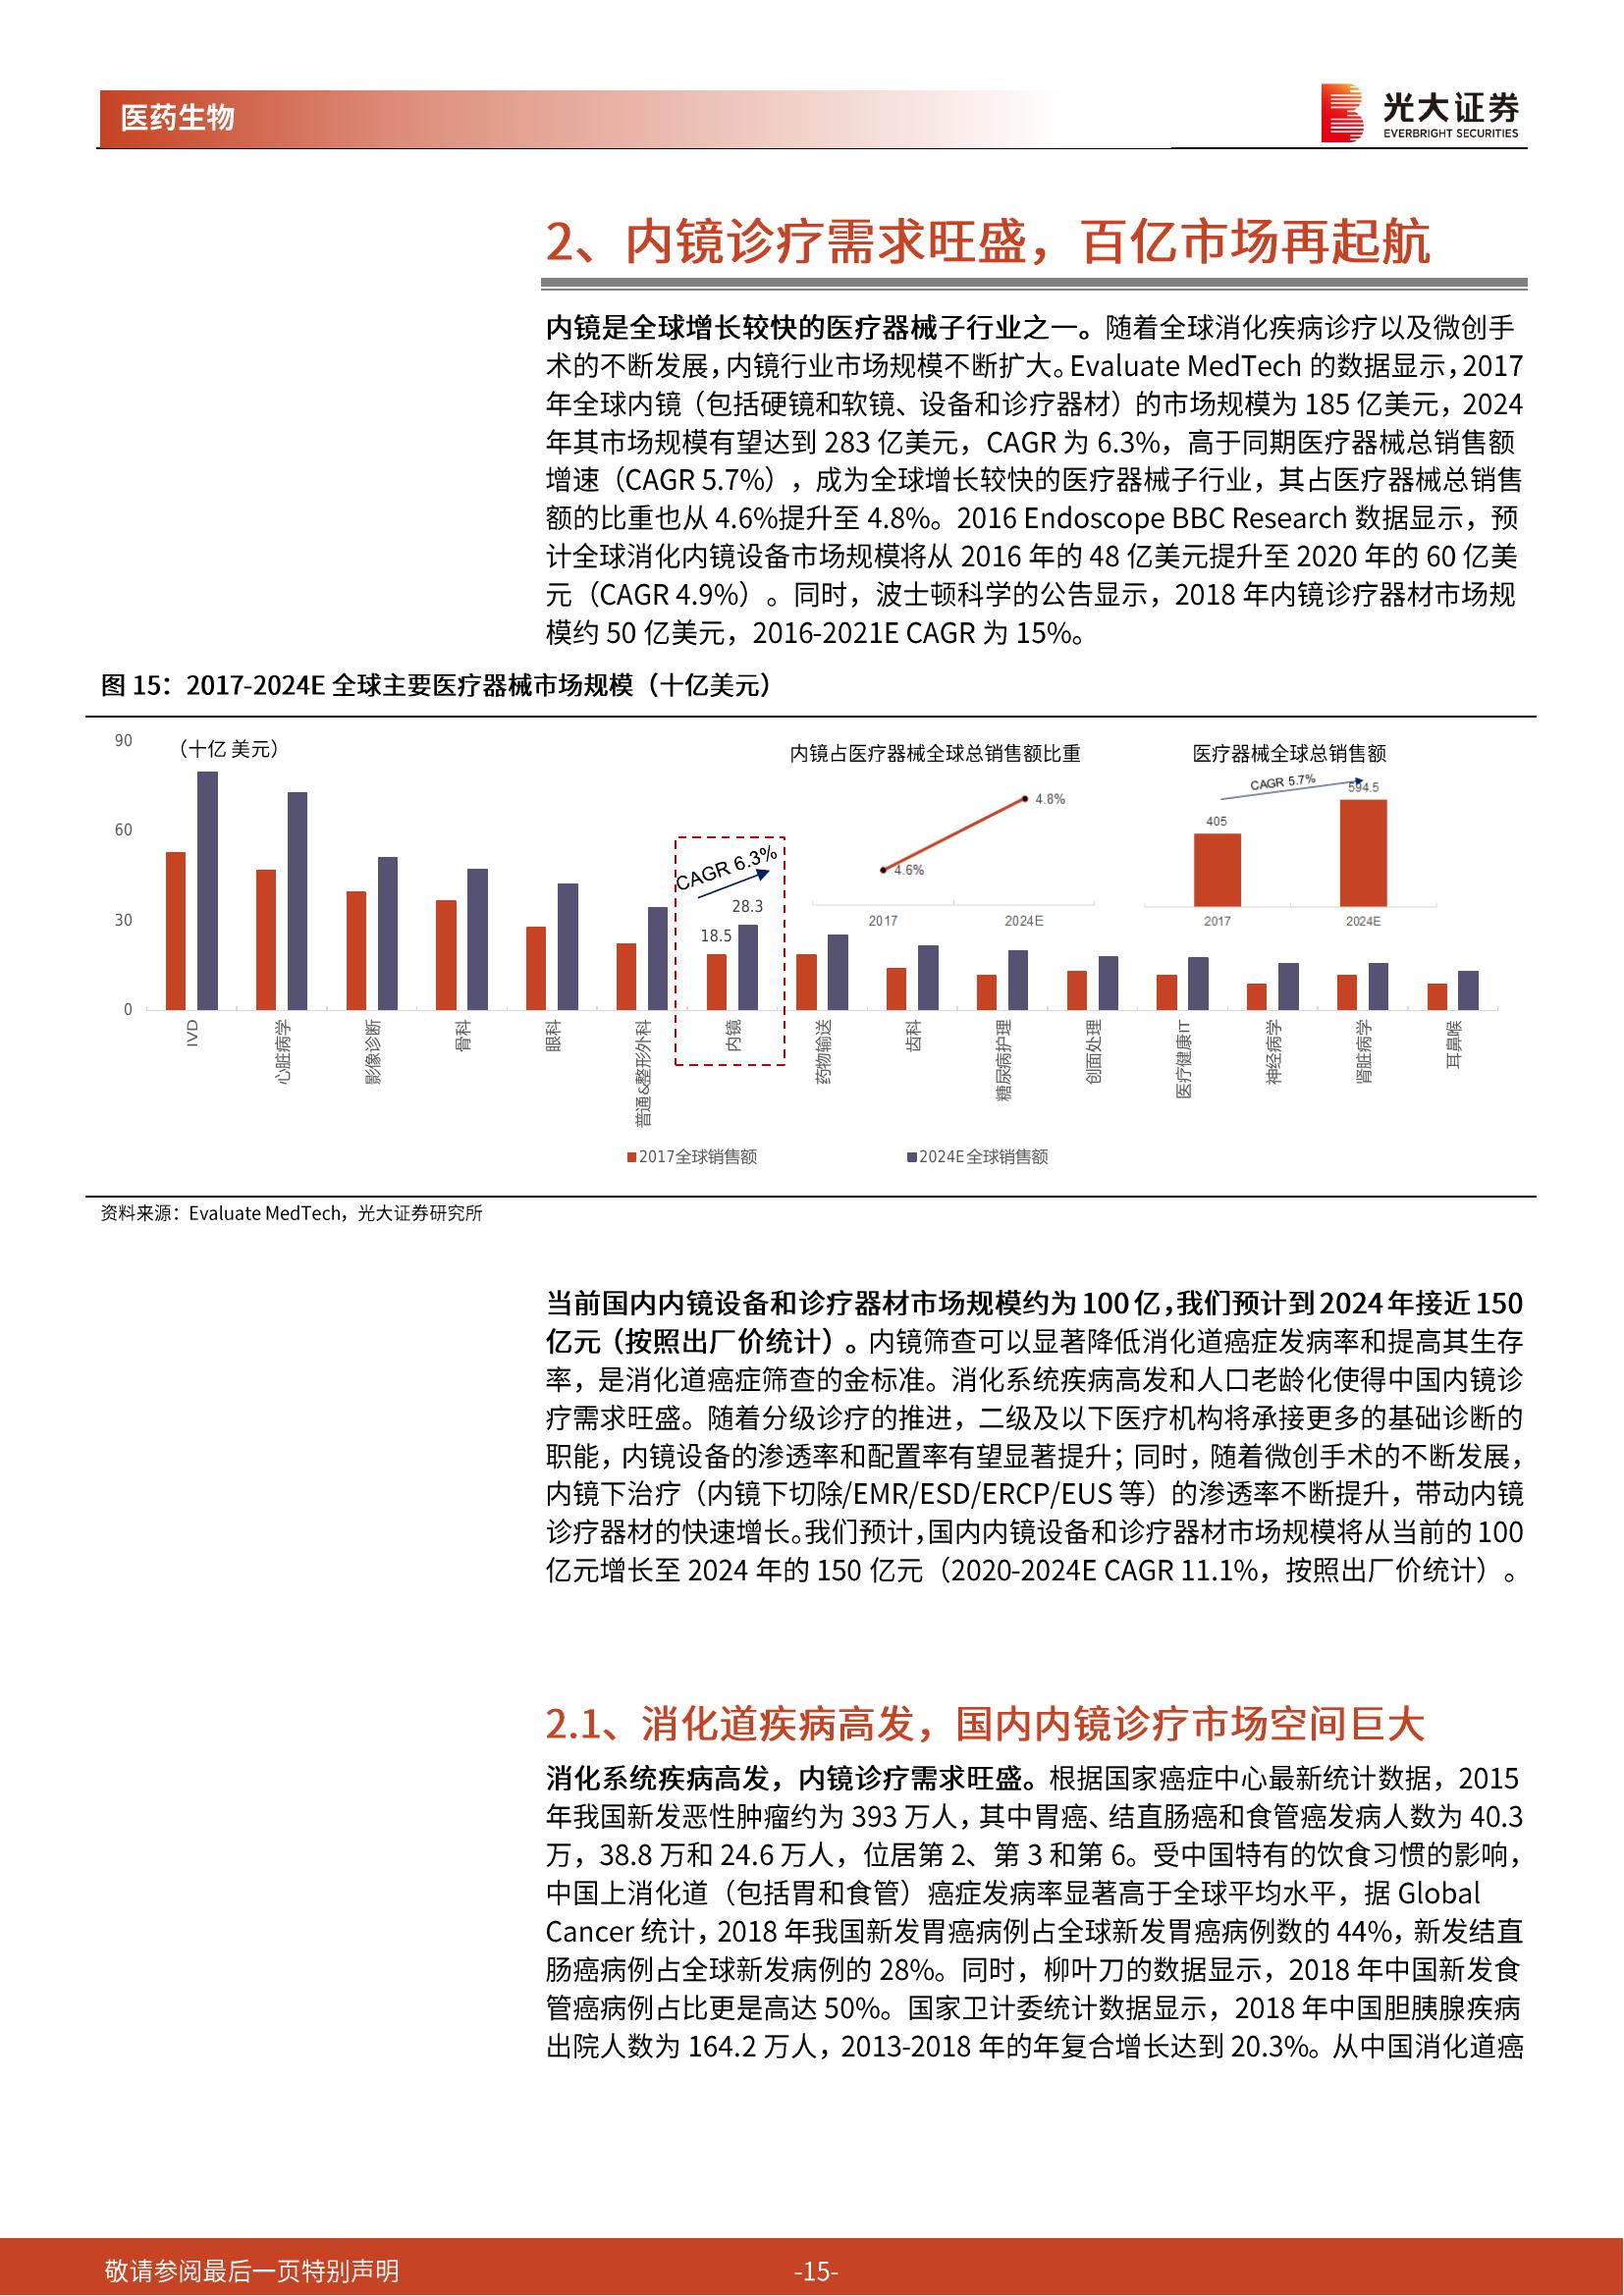 医药生物
光大证券
EVERBRIGHT SECURITIES
2、内镜诊疗需求旺盛，百亿市场再起航
内镜是全球增长较快的医疗器械子行业之一。随着全球消化疾病诊疗以及微创手
术的不断发展，内镜行业市场规模不断扩大。Evaluate MedTech 的数据显示，2017
年全球内镜（包括硬镜和软镜、设备和诊疗器材）的市场规模为 185 亿美元，2024
年其市场规模有望达到 283 亿美元，CAGR 为 6.3%，高于同期医疗器械总销售额
增速（CAGR 5.7%），成为全球增长较快的医疗器械子行业，其占医疗器械总销售
额的比重也从 4.6%提升至 4.8%。2016 Endoscope BBC Research 数据显示，预
计全球消化内镜设备市场规模将从 2016 年的 48 亿美元提升至 2020 年的 60 亿美
元（CAGR 4.9%）。同时，波士顿科学的公告显示，2018 年内镜诊疗器材市场规
模约 50 亿美元，2016-2021E CAGR 为 15%。
图 15：2017-2024E 全球主要医疗器械市场规模（十亿美元）
（十亿 美元）
90
60
30
0
CAGR 6.3%
18.5
28.3
内镜占医疗器械全球总销售额比重
4.6%
4.8%
2017
2024E
医疗器械全球总销售额
CAGR 5.7%
405
594.5
2017
2024E
IVD
心脏病学
影像诊断
骨科
眼科
普通&整形外科
内镜
药物输送
齿科
糖尿病护理
创面处理
医疗健康IT
神经病学
肾脏病学
耳鼻喉
2017全球销售额
2024E全球销售额
资料来源：Evaluate MedTech，光大证券研究所
当前国内内镜设备和诊疗器材市场规模约为 100 亿，我们预计到 2024 年接近 150
亿元（按照出厂价统计）。内镜筛查可以显著降低消化道癌症发病率和提高其生存
率，是消化道癌症筛查的金标准。消化系统疾病高发和人口老龄化使得中国内镜诊
疗需求旺盛。随着分级诊疗的推进，二级及以下医疗机构将承接更多的基础诊断的
职能，内镜设备的渗透率和配置率有望显著提升；同时，随着微创手术的不断发展，
内镜下治疗（内镜下切除/EMR/ESD/ERCP/EUS 等）的渗透率不断提升，带动内镜
诊疗器材的快速增长。我们预计，国内内镜设备和诊疗器材市场规模将从当前的 100
亿元增长至 2024 年的 150 亿元（2020-2024E CAGR 11.1%，按照出厂价统计）。
2.1、消化道疾病高发，国内内镜诊疗市场空间巨大
消化系统疾病高发，内镜诊疗需求旺盛。根据国家癌症中心最新统计数据，2015
年我国新发恶性肿瘤约为 393 万人，其中胃癌、结直肠癌和食管癌发病人数为 40.3
万，38.8 万和 24.6 万人，位居第 2、第 3 和第 6。受中国特有的饮食习惯的影响，
中国上消化道（包括胃和食管）癌症发病率显著高于全球平均水平，据 Global
Cancer 统计，2018 年我国新发胃癌病例占全球新发胃癌病例数的 44%，新发结直
肠癌病例占全球新发病例的 28%。同时，柳叶刀的数据显示，2018 年中国新发食
管癌病例占比更是高达 50%。国家卫计委统计数据显示，2018 年中国胆胰腺疾病
出院人数为 164.2 万人，2013-2018 年的年复合增长达到 20.3%。从中国消化道癌
敬请参阅最后一页特别声明
-15-